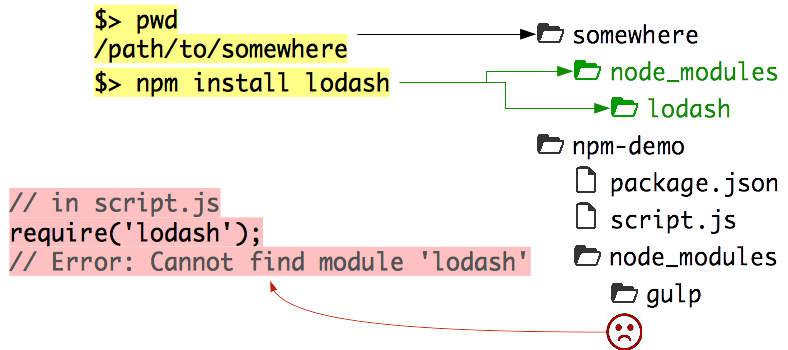 $> pwd
/path/to/somewhere
$> npm install lodash
somewhere
node_modules
lodash
npm-demo
package.json
script.js
node_modules
gulp
// in script.js
require('lodash');
// Error: Cannot find module 'lodash'